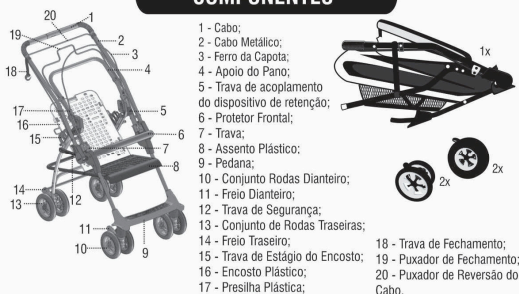 COMPONENTES
1 - Cabo;
2 - Cabo Metálico;
3 - Ferro da Capota;
4 - Apoio do Pano;
5 - Trava de acoplamento
do dispositivo de retenção;
6 - Protetor Frontal;
7 - Trava;
8 - Assento Plástico;
9 - Pedana;
10 - Conjunto Rodas Dianteiro;
11 - Freio Dianteiro;
12 - Trava de Segurança;
13 - Conjunto de Rodas Traseiras;
14 - Freio Traseiro;
15 - Trava de Estágio do Encosto;
16 - Encosto Plástico;
17 - Presilha Plástica;
18 - Trava de Fechamento;
19 - Puxador de Fechamento;
20 - Puxador de Reversão do
Cabo.
1
20
2
19
3
18
4
17
16
5
15
6
7
8
14
12
13
11
10
9
1x
2x
2x